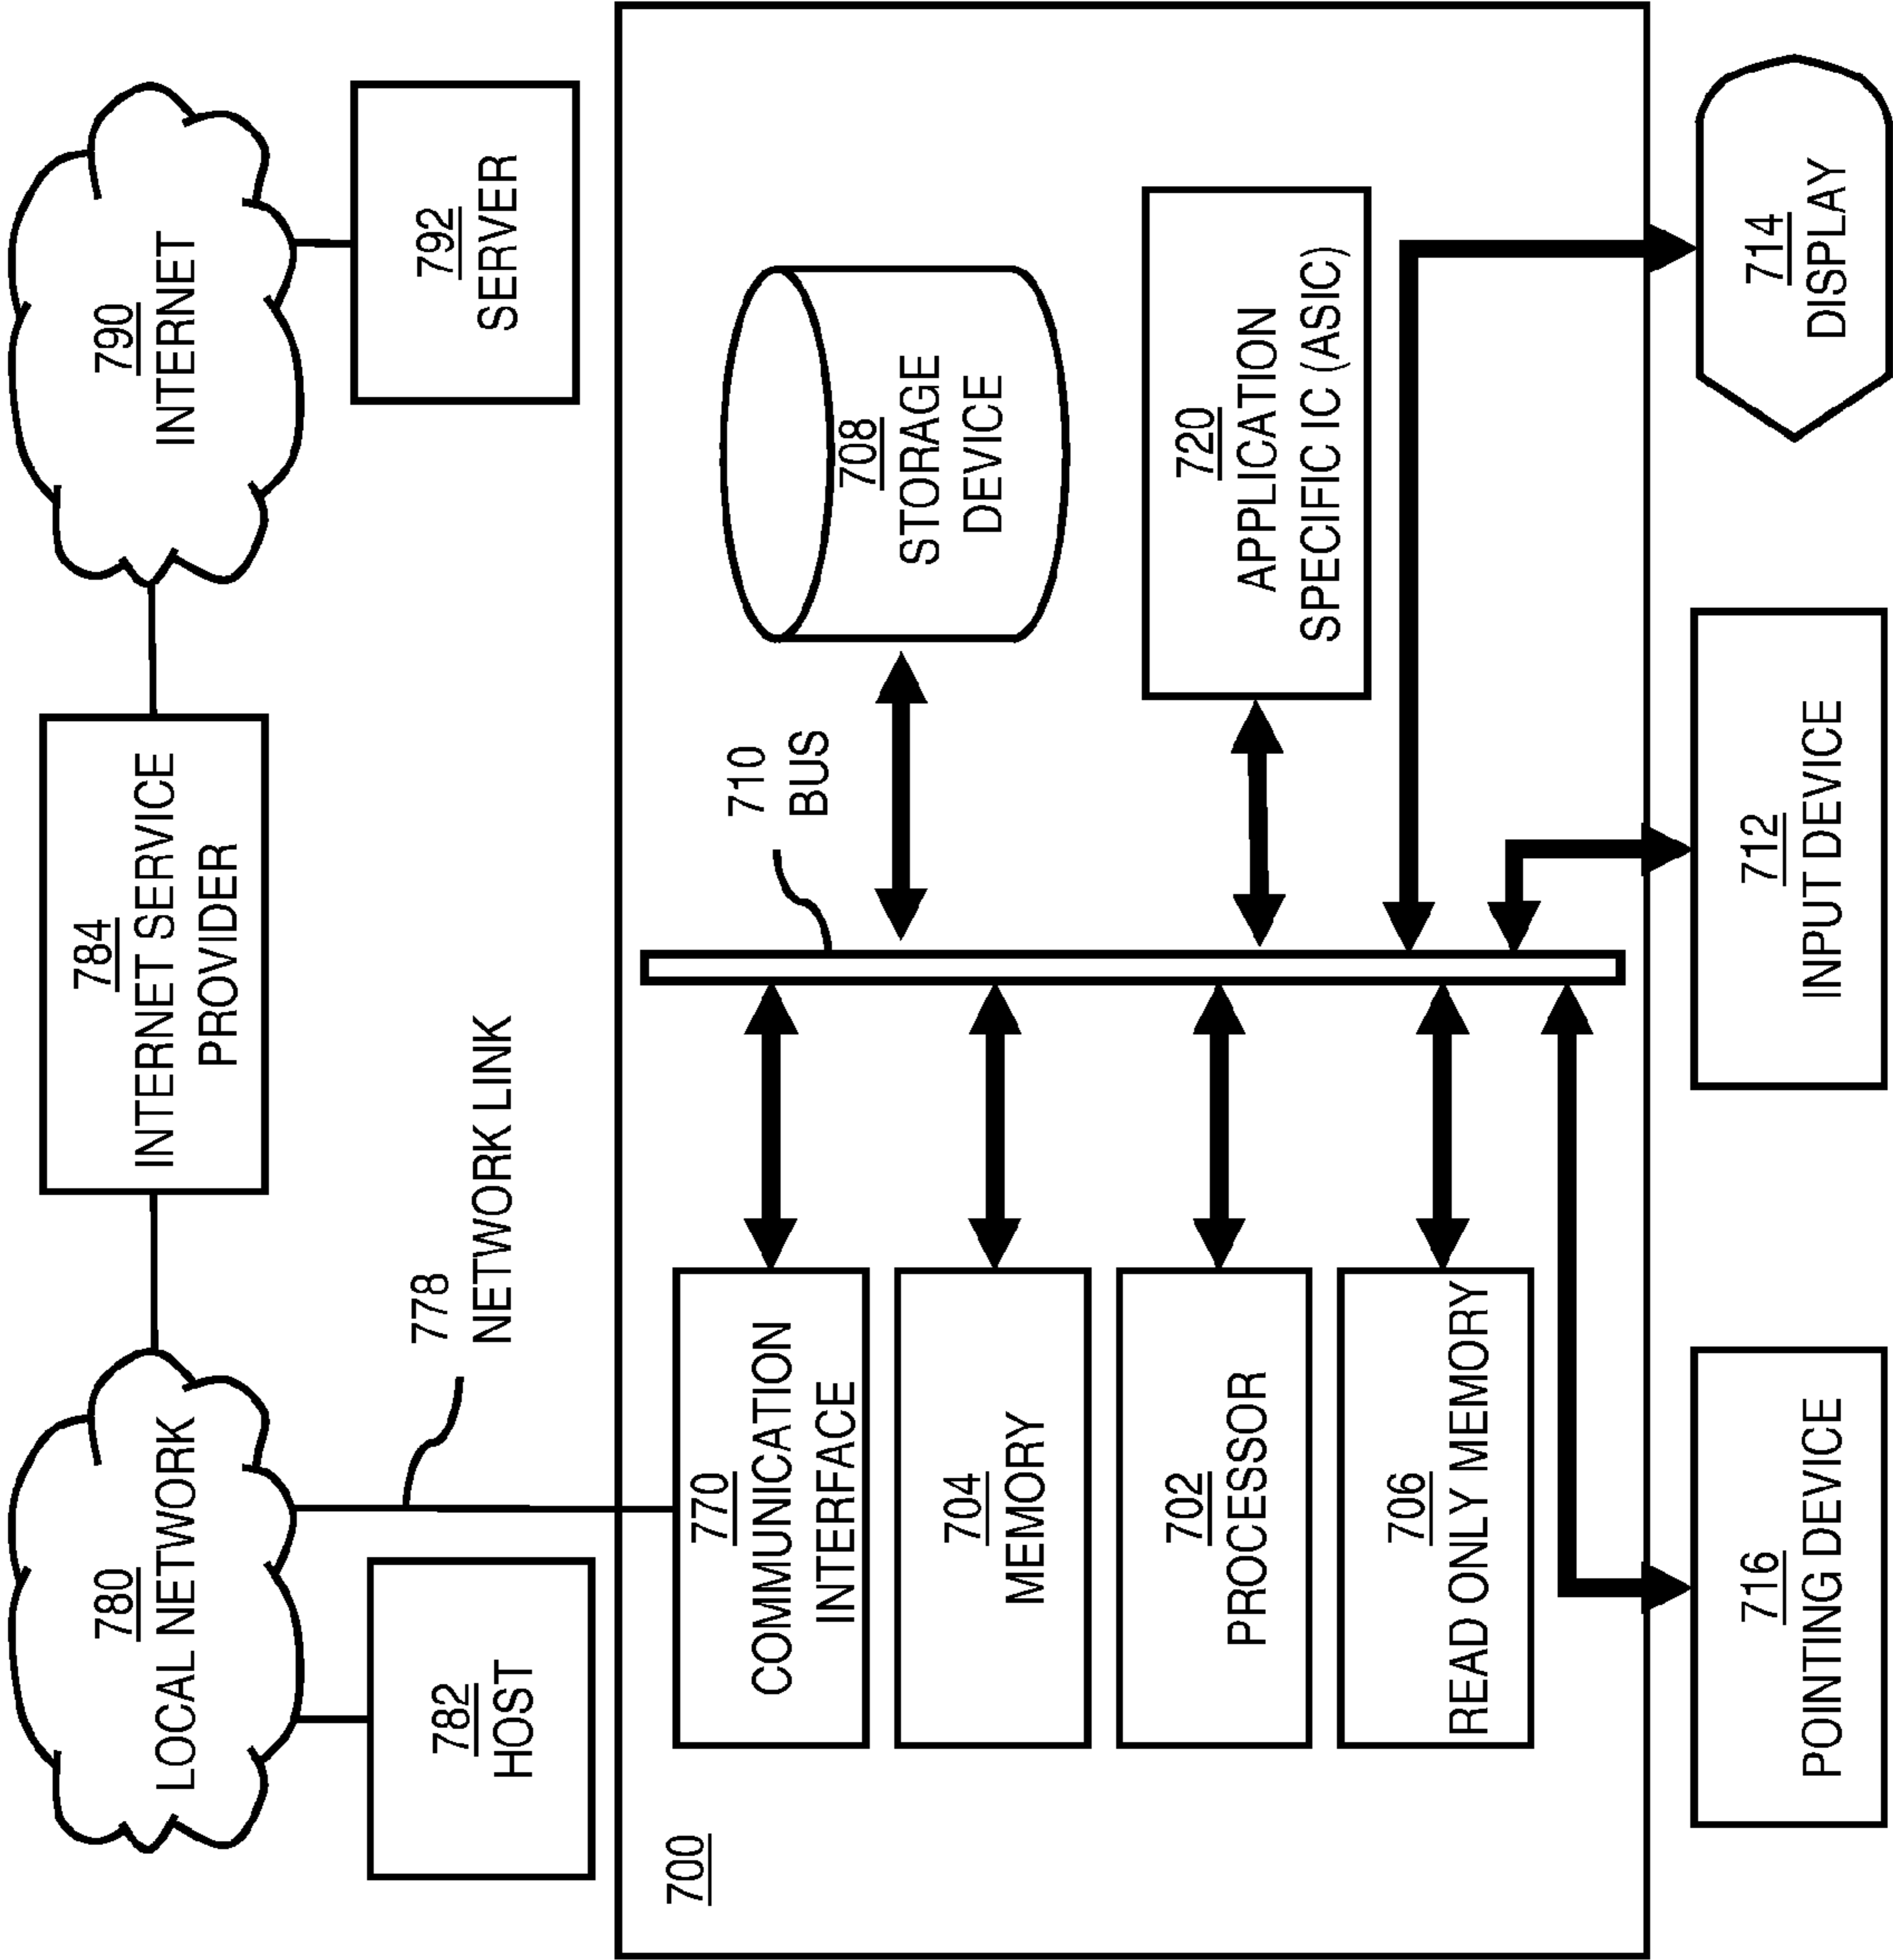 780
LOCAL NETWORK
784
INTERNET SERVICE
PROVIDER
790
INTERNET
782
HOST
778
NETWORK LINK
792
SERVER
700
770
COMMUNICATION
INTERFACE
704
MEMORY
702
PROCESSOR
706
READ ONLY MEMORY
710
BUS
708
STORAGE
DEVICE
720
APPLICATION
SPECIFIC IC (ASIC)
716
POINTING DEVICE
712
INPUT DEVICE
714
DISPLAY